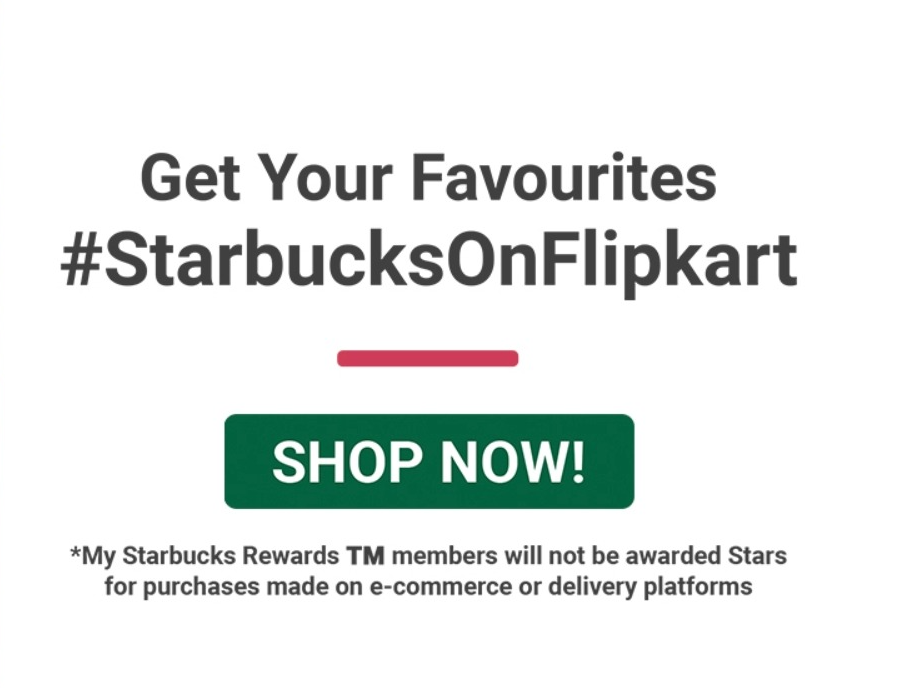 Get Your Favourites
#StarbucksOnFlipkart
SHOP NOW!
*My Starbucks Rewards TM members will not be awarded Stars
for purchases made on e-commerce or delivery platforms